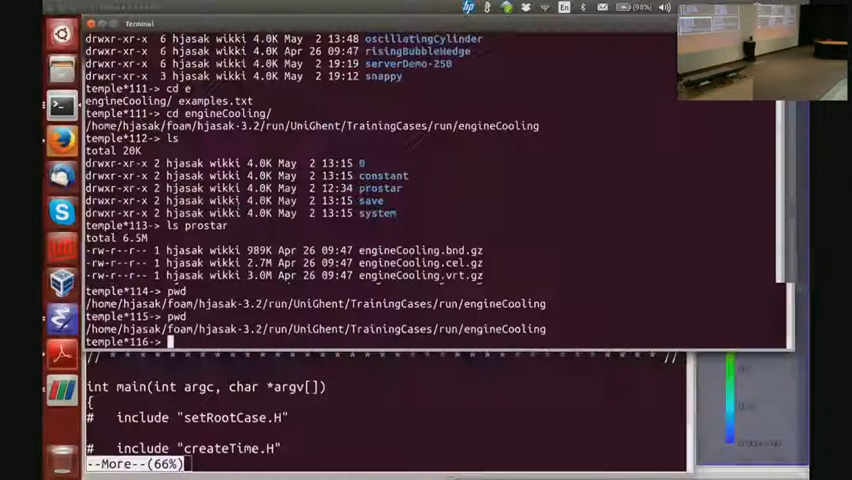 Terminal
En
(98%)
drwxr-xr-x 6 hjasak wikki 4.0K May 2 13:48 oscillatingCylinder
drwxr-xr-x 6 hjasak wikki 4.0K Apr 26 09:47 risingBubbleWedge
drwxr-xr-x 6 hjasak wikki 4.0K May 2 19:19 serverDemo-250
drwxr-xr-x 3 hjasak wikki 4.0K May 2 19:12 snappy
temple*111-> cd e
engineCooling/ examples.txt
temple*111-> cd engineCooling/
/home/hjasak/foam/hjasak-3.2/run/UniGhent/TrainingCases/run/engineCooling
temple*112-> ls
total 20K
drwxr-xr-x 2 hjasak wikki 4.0K May 2 13:15 0
drwxr-xr-x 2 hjasak wikki 4.0K May 2 13:15 constant
drwxr-xr-x 2 hjasak wikki 4.0K May 2 12:34 prostar
drwxr-xr-x 2 hjasak wikki 4.0K May 2 13:15 save
drwxr-xr-x 2 hjasak wikki 4.0K May 2 13:15 system
temple*113-> ls prostar
total 6.5M
-rw-r--r-- 1 hjasak wikki 989K Apr 26 09:47 engineCooling.bnd.gz
-rw-r--r-- 1 hjasak wikki 2.7M Apr 26 09:47 engineCooling.cel.gz
-rw-r--r-- 1 hjasak wikki 3.0M Apr 26 09:47 engineCooling.vrt.gz
temple*114-> pwd
/home/hjasak/foam/hjasak-3.2/run/UniGhent/TrainingCases/run/engineCooling
temple*115-> pwd
/home/hjasak/foam/hjasak-3.2/run/UniGhent/TrainingCases/run/engineCooling
temple*116->
// * * * * * * * * * * * * * * * * * * * * * * * * * * * * * * * * * * * * * //
int main(int argc, char *argv[])
{
# include "setRootCase.H"
# include "createTime.H"
--More--(66%)